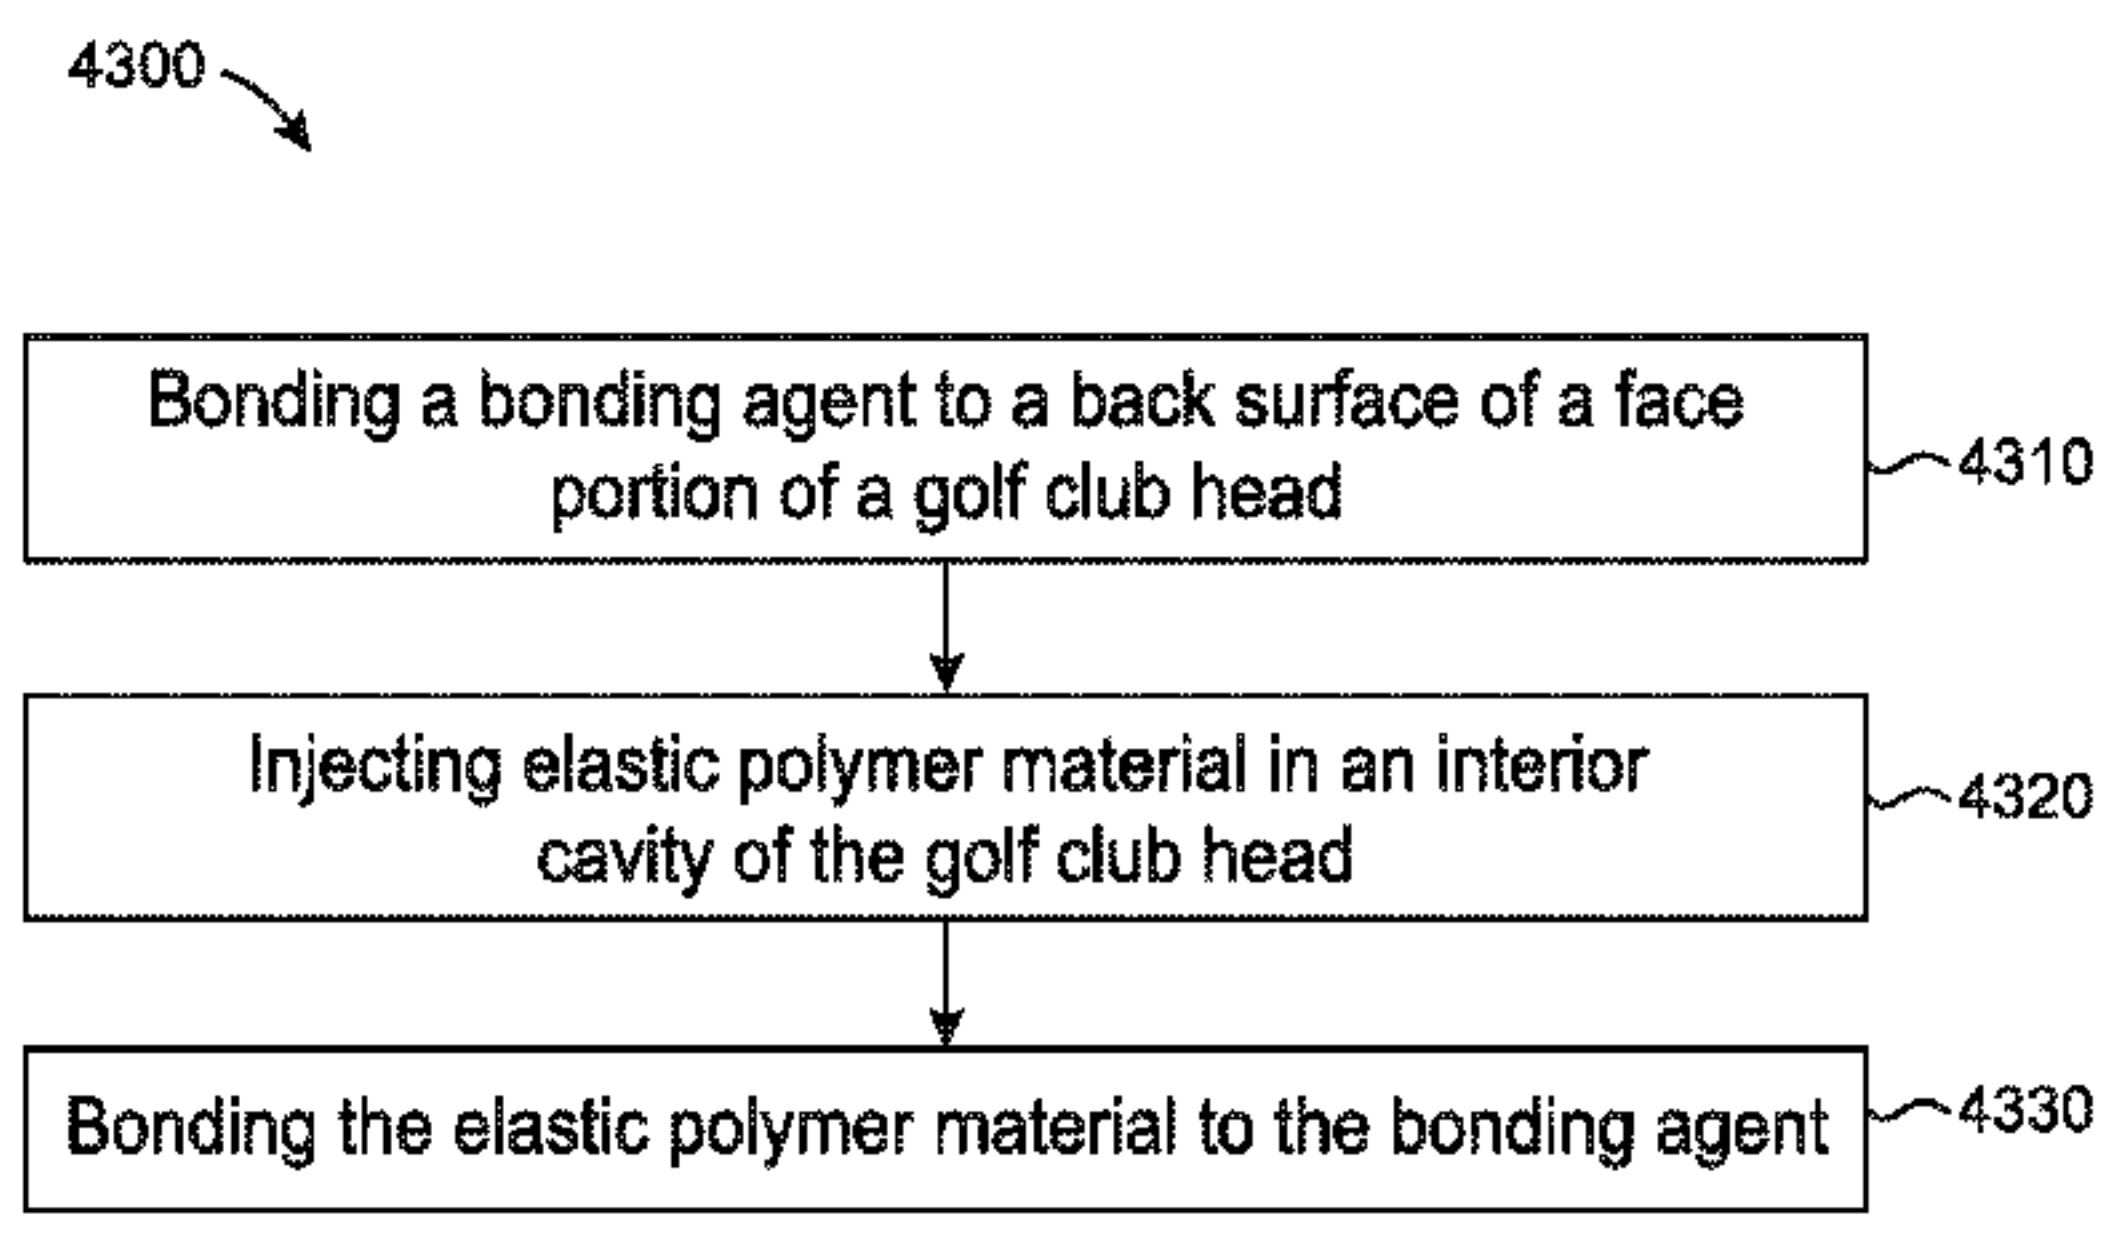 4300
Bonding a bonding agent to a back surface of a face
portion of a golf club head
4310
Injecting elastic polymer material in an interior
cavity of the golf club head
4320
Bonding the elastic polymer material to the bonding agent
4330